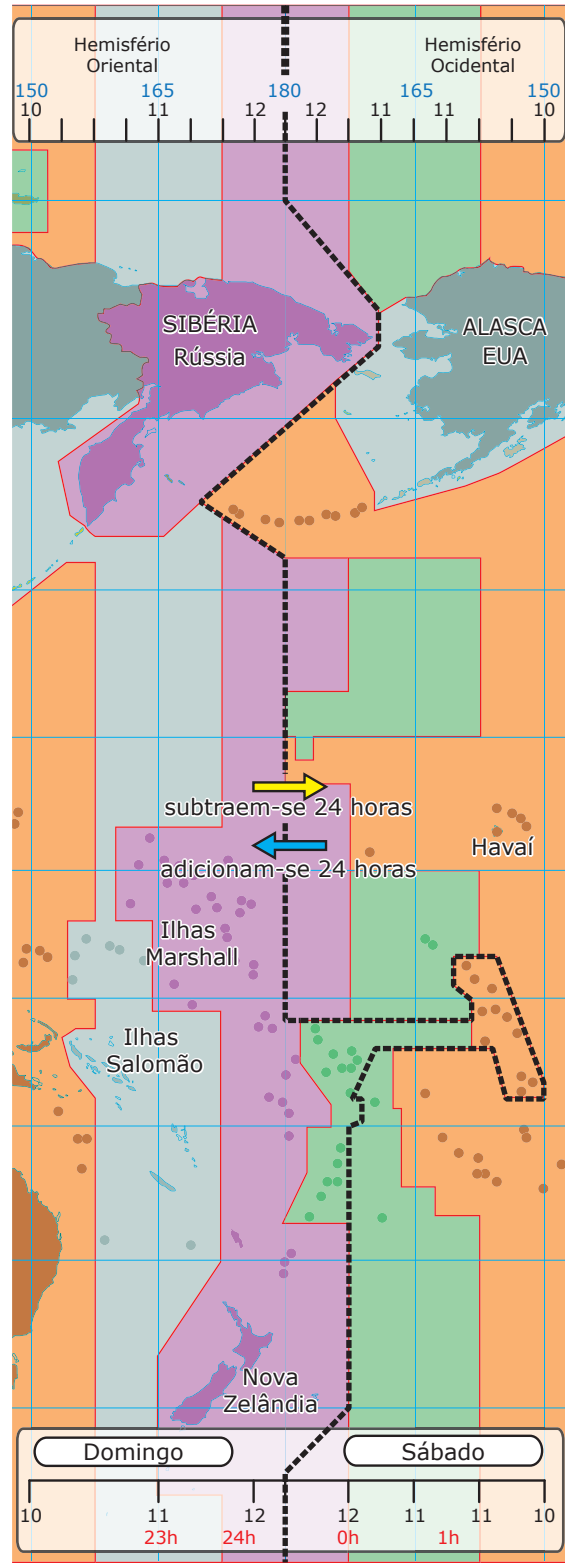 Hemisfério
Oriental
Hemisfério
Ocidental
150 165 180 165 150
10 11 12 12 11 11 10
SIBÉRIA
Rússia
ALASCA
EUA
subtraem-se 24 horas
adicionam-se 24 horas
Havaí
Ilhas
Marshall
Ilhas
Salomão
Nova
Zelândia
Domingo
Sábado
10 11 12 12 11 11 10
23h 24h 0h 1h